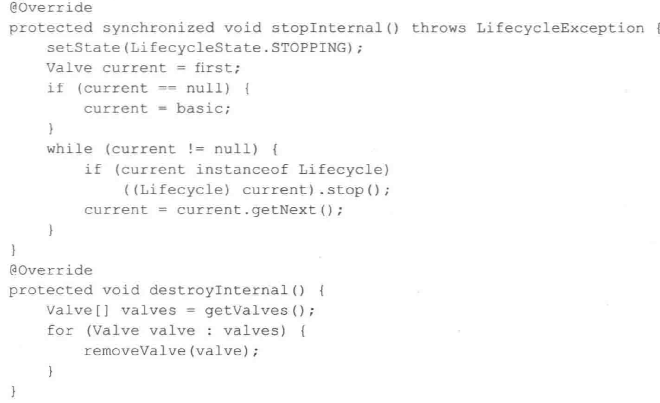 @Override
protected synchronized void stopInternal() throws LifecycleException {
    setState(LifecycleState.STOPPING);
    Valve current = first;
    if (current == null) {
        current = basic;
    }
    while (current != null) {
        if (current instanceof Lifecycle)
            ((Lifecycle) current).stop();
        current = current.getNext();
    }
}
@Override
protected void destroyInternal() {
    Valve[] valves = getValves();
    for (Valve valve : valves) {
        removeValve(valve);
    }
}